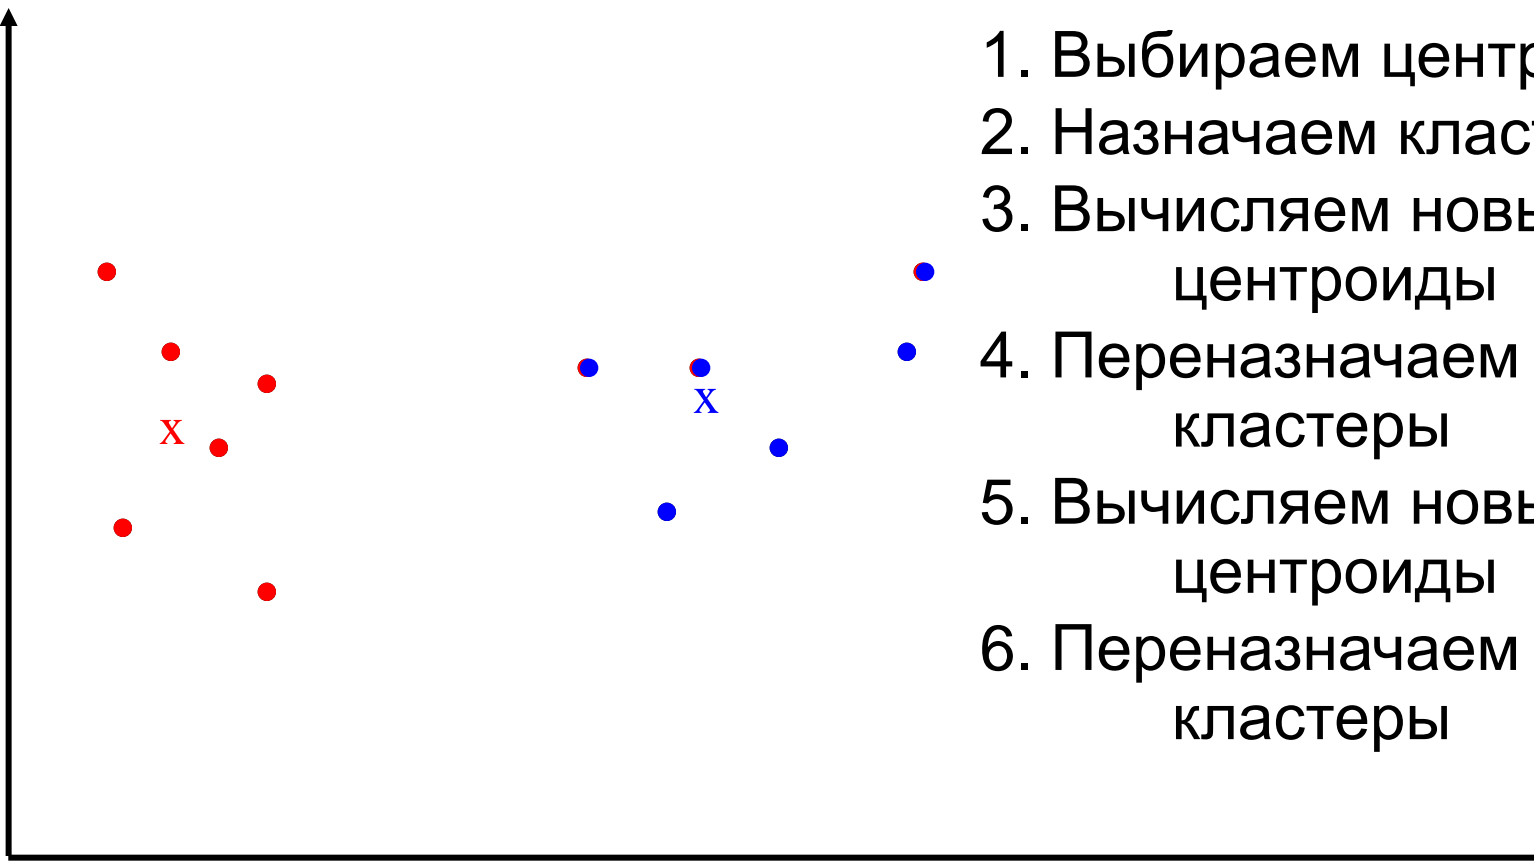 x
x
1. Выбираем
2. Назначаем
3. Вычисляем
центроиды
4. Переназначаем
кластеры
5. Вычисляем
центроиды
6. Переназначаем
кластеры